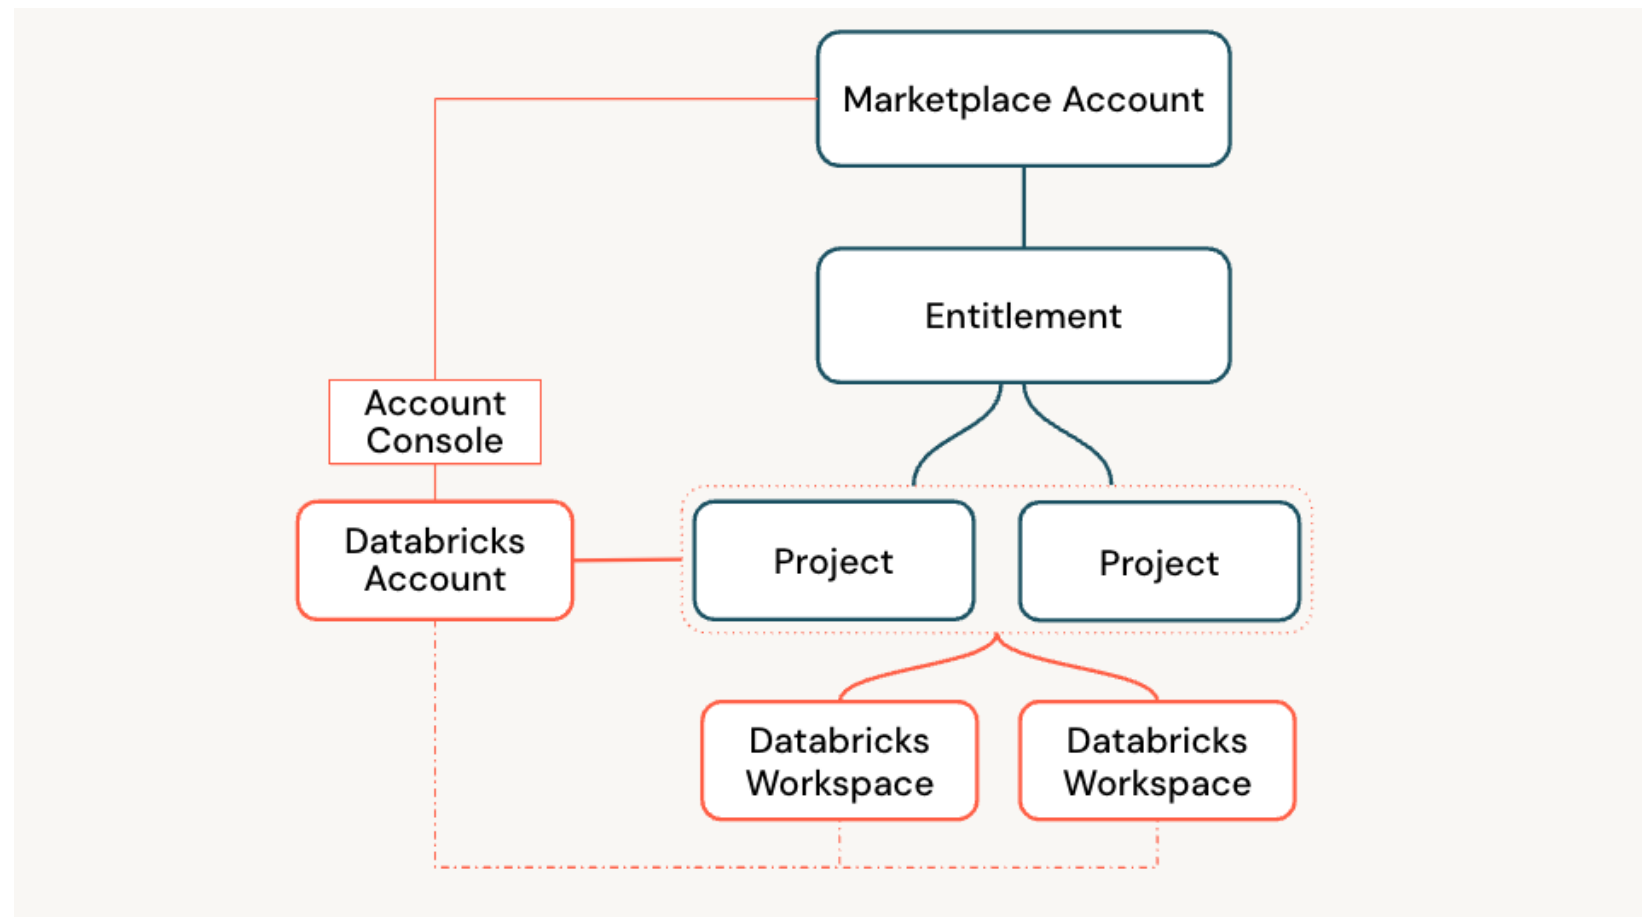 Marketplace Account
Entitlement
Account
Console
Databricks
Account
Project
Project
Databricks
Workspace
Databricks
Workspace